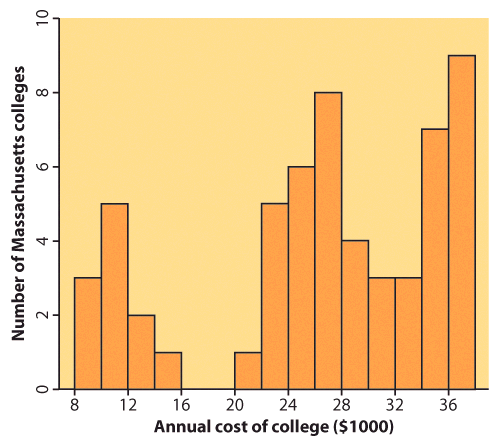 Number of Massachusetts colleges
10
8
6
4
2
0
8 12 16 20 24 28 32 36
Annual cost of college ($1000)